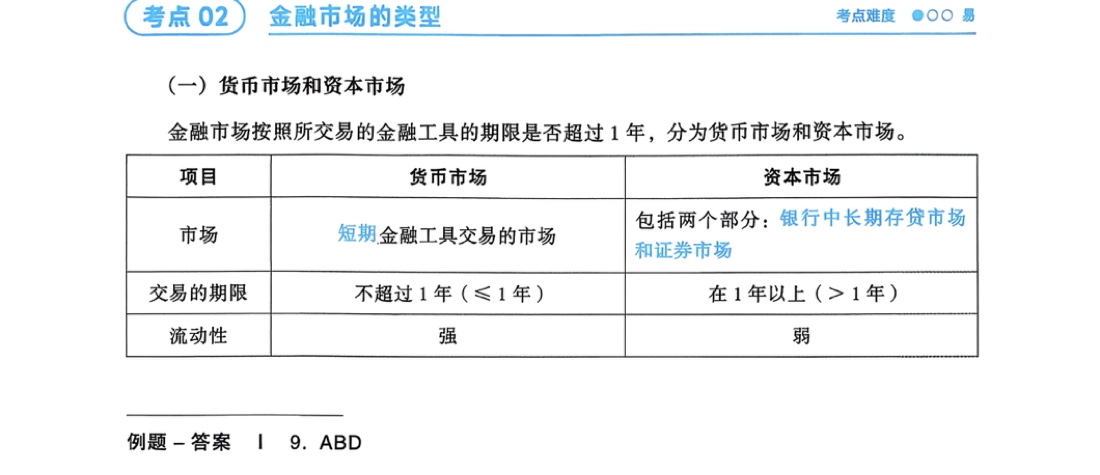 考点 02 金融市场的类型 考点难度 易
（一）货币市场和资本市场
金融市场按照所交易的金融工具的期限是否超过 1 年，分为货币市场和资本市场。
项目 货币市场 资本市场
市场 短期金融工具交易的市场 包括两个部分：银行中长期存贷市场
和证券市场
交易的期限 不超过 1 年（≤ 1 年） 在 1 年以上（> 1 年）
流动性 强 弱
例题 – 答案 | 9. ABD